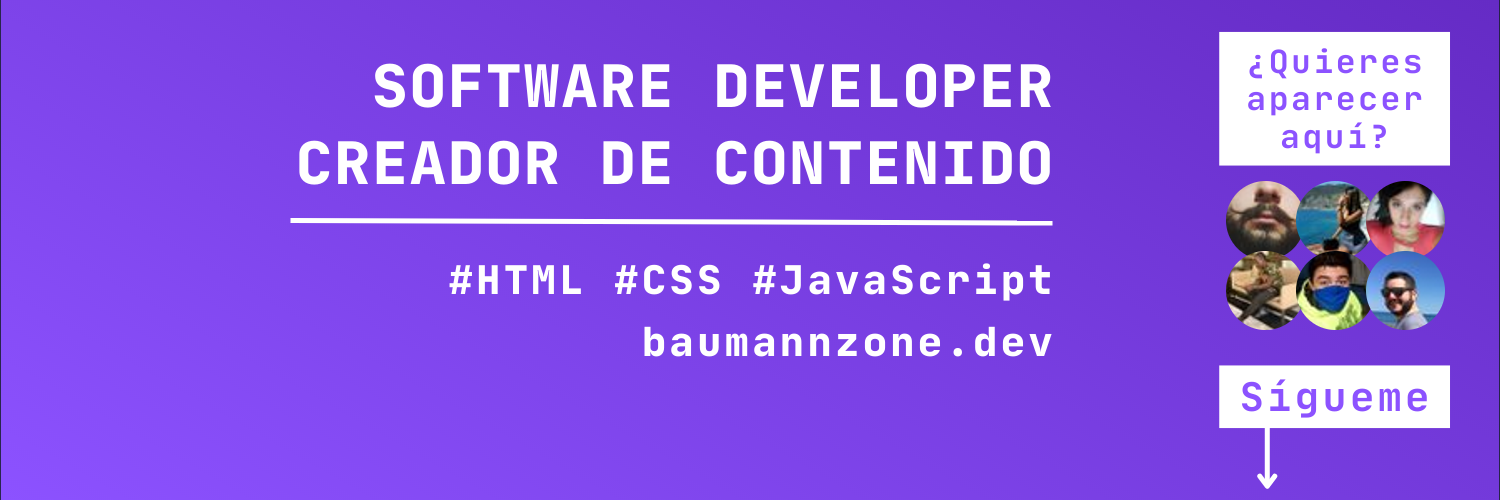 SOFTWARE DEVELOPER
CREADOR DE CONTENIDO
#HTML #CSS #JavaScript
baumannzone.dev
¿Quieres
aparecer
aquí?
Sígueme